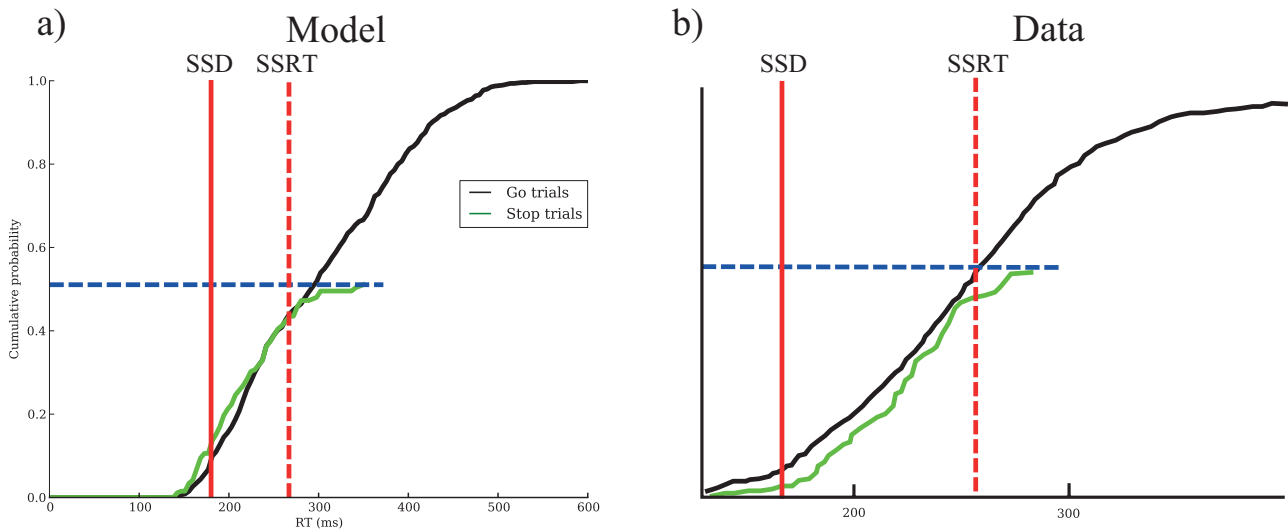 a)
Model
SSD
SSRT
1.0
0.8
0.6
0.4
0.2
0.0
Cumulative probability
Go trials
Stop trials
0
100
200
300
400
500
600
RT (ms)
b)
Data
SSD
SSRT
200
300